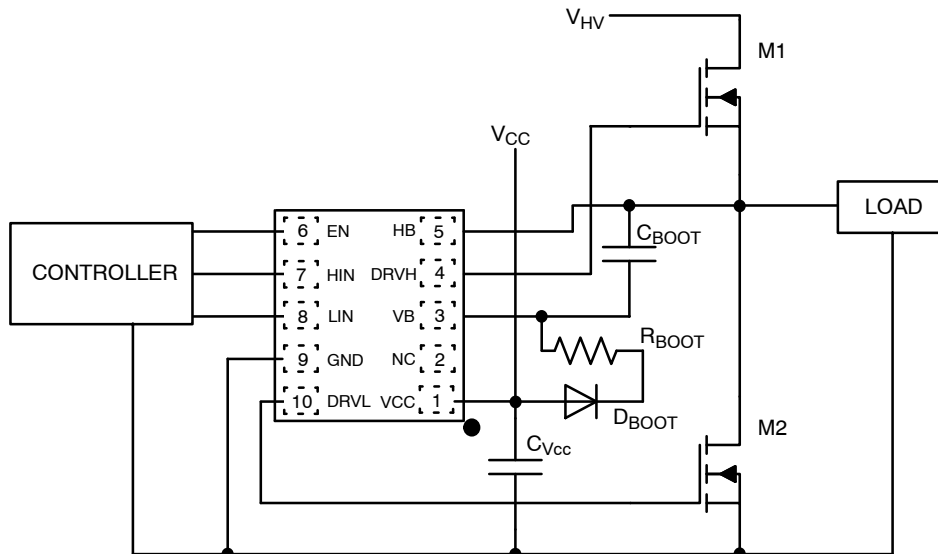 V_HV
M1
V_CC
6 EN HB 5
LOAD
C_BOOT
CONTROLLER
7 HIN DRVH 4
8 LIN VB 3
R_BOOT
9 GND NC 2
10 DRVL VCC 1
D_BOOT
M2
C_Vcc